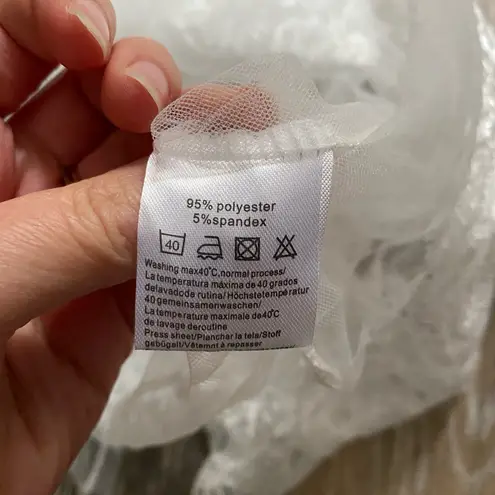 95% polyester
5%spandex
40
Washing max40℃,normal process/
La temperatura máxima de 40 grados
delavado de rutina/ Höchstetemperatur
40 gemeinsamenwaschen/
La temperature maximale de40℃
de lavage deroutine
Press sheet/Planchar la tela/Stoff
gebügelt/Vêtement à repasser